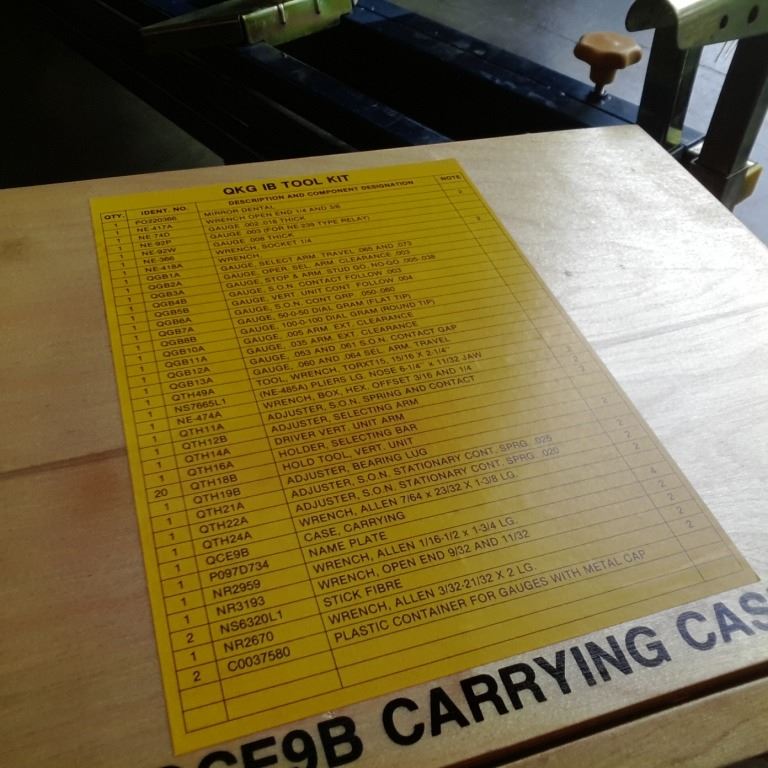 QKG IB TOOL KIT
QTY. IDENT. NO. DESCRIPTION AND COMPONENT DESIGNATION NOTE
1 PO220366 MIRROR DENTAL 2
1 NE-417A WRENCH OPEN END 1/4 AND 3/8
1 NE 74D GAUGE .002-.018 THICK
1 NE-92P GAUGE .003 (FOR NE 239 TYPE RELAY) 2
1 NE-92W GAUGE .008 THICK
1 NE-366 WRENCH, SOCKET 1/4
1 NE-418A WRENCH
1 QGB1A GAUGE, SELECT ARM. TRAVEL .065 AND .073
1 QGB2A GAUGE, OPER. SEL. ARM. CLEARANCE .003
1 QGB3A GAUGE, STOP & ARM. STUD GO, NO-GO .005-.038
1 QGB4B GAUGE, S.O.N. CONTACT FOLLOW .003
1 QGB5B GAUGE, VERT. UNIT CONT. FOLLOW .004
1 QGB6A GAUGE, S.O.N. CONT GRP .050-.060
1 QGB7A GAUGE, 50-0-50 DIAL GRAM (FLAT TIP)
1 QGB8B GAUGE, 100-0-100 DIAL GRAM (ROUND TIP)
1 QGB10A GAUGE, .005 ARM. EXT. CLEARANCE
1 QGB11A GAUGE, .035 ARM. EXT. CLEARANCE
1 QGB12A GAUGE, .053 AND .061 S.O.N. CONTACT GAP
1 QGB13A GAUGE, .060 AND .064 SEL. ARM. TRAVEL
1 QTH49A TOOL, WRENCH, TORXT15, 15/16 X 2-1/4"
1 NS7665L1 (NE-485A) PLIERS LG. NOSE 6-1/4" x 11/32 JAW
1 NE-474A WRENCH, BOX, HEX. OFFSET 3/16 AND 1/4
1 QTH11A ADJUSTER, S.O.N. SPRING AND CONTACT
1 QTH12B ADJUSTER, SELECTING ARM
1 QTH14A DRIVER VERT. UNIT ARM
1 QTH16A HOLDER, SELECTING BAR
1 QTH18B HOLD TOOL, VERT. UNIT
20 QTH19B ADJUSTER, BEARING LUG
1 QTH21A ADJUSTER, S.O.N. STATIONARY CONT. SPRG. .025
1 QTH22A ADJUSTER, S.O.N. STATIONARY CONT. SPRG. .020
1 QTH24A WRENCH, ALLEN 7/64 x 23/32 X 1-3/8 LG.
1 QCE9B CASE, CARRYING
1 P097D734 NAME PLATE
1 NR2959 WRENCH, ALLEN 1/16-1/2 x 1-3/4 LG.
1 NR3193 WRENCH, OPEN END 9/32 AND 11/32
2 NS6320L1 STICK FIBRE
1 NR2670 WRENCH, ALLEN 3/32-21/32 X 2 LG.
2 C0037580 PLASTIC CONTAINER FOR GAUGES WITH METAL CAP
QCE9B CARRYING CAS